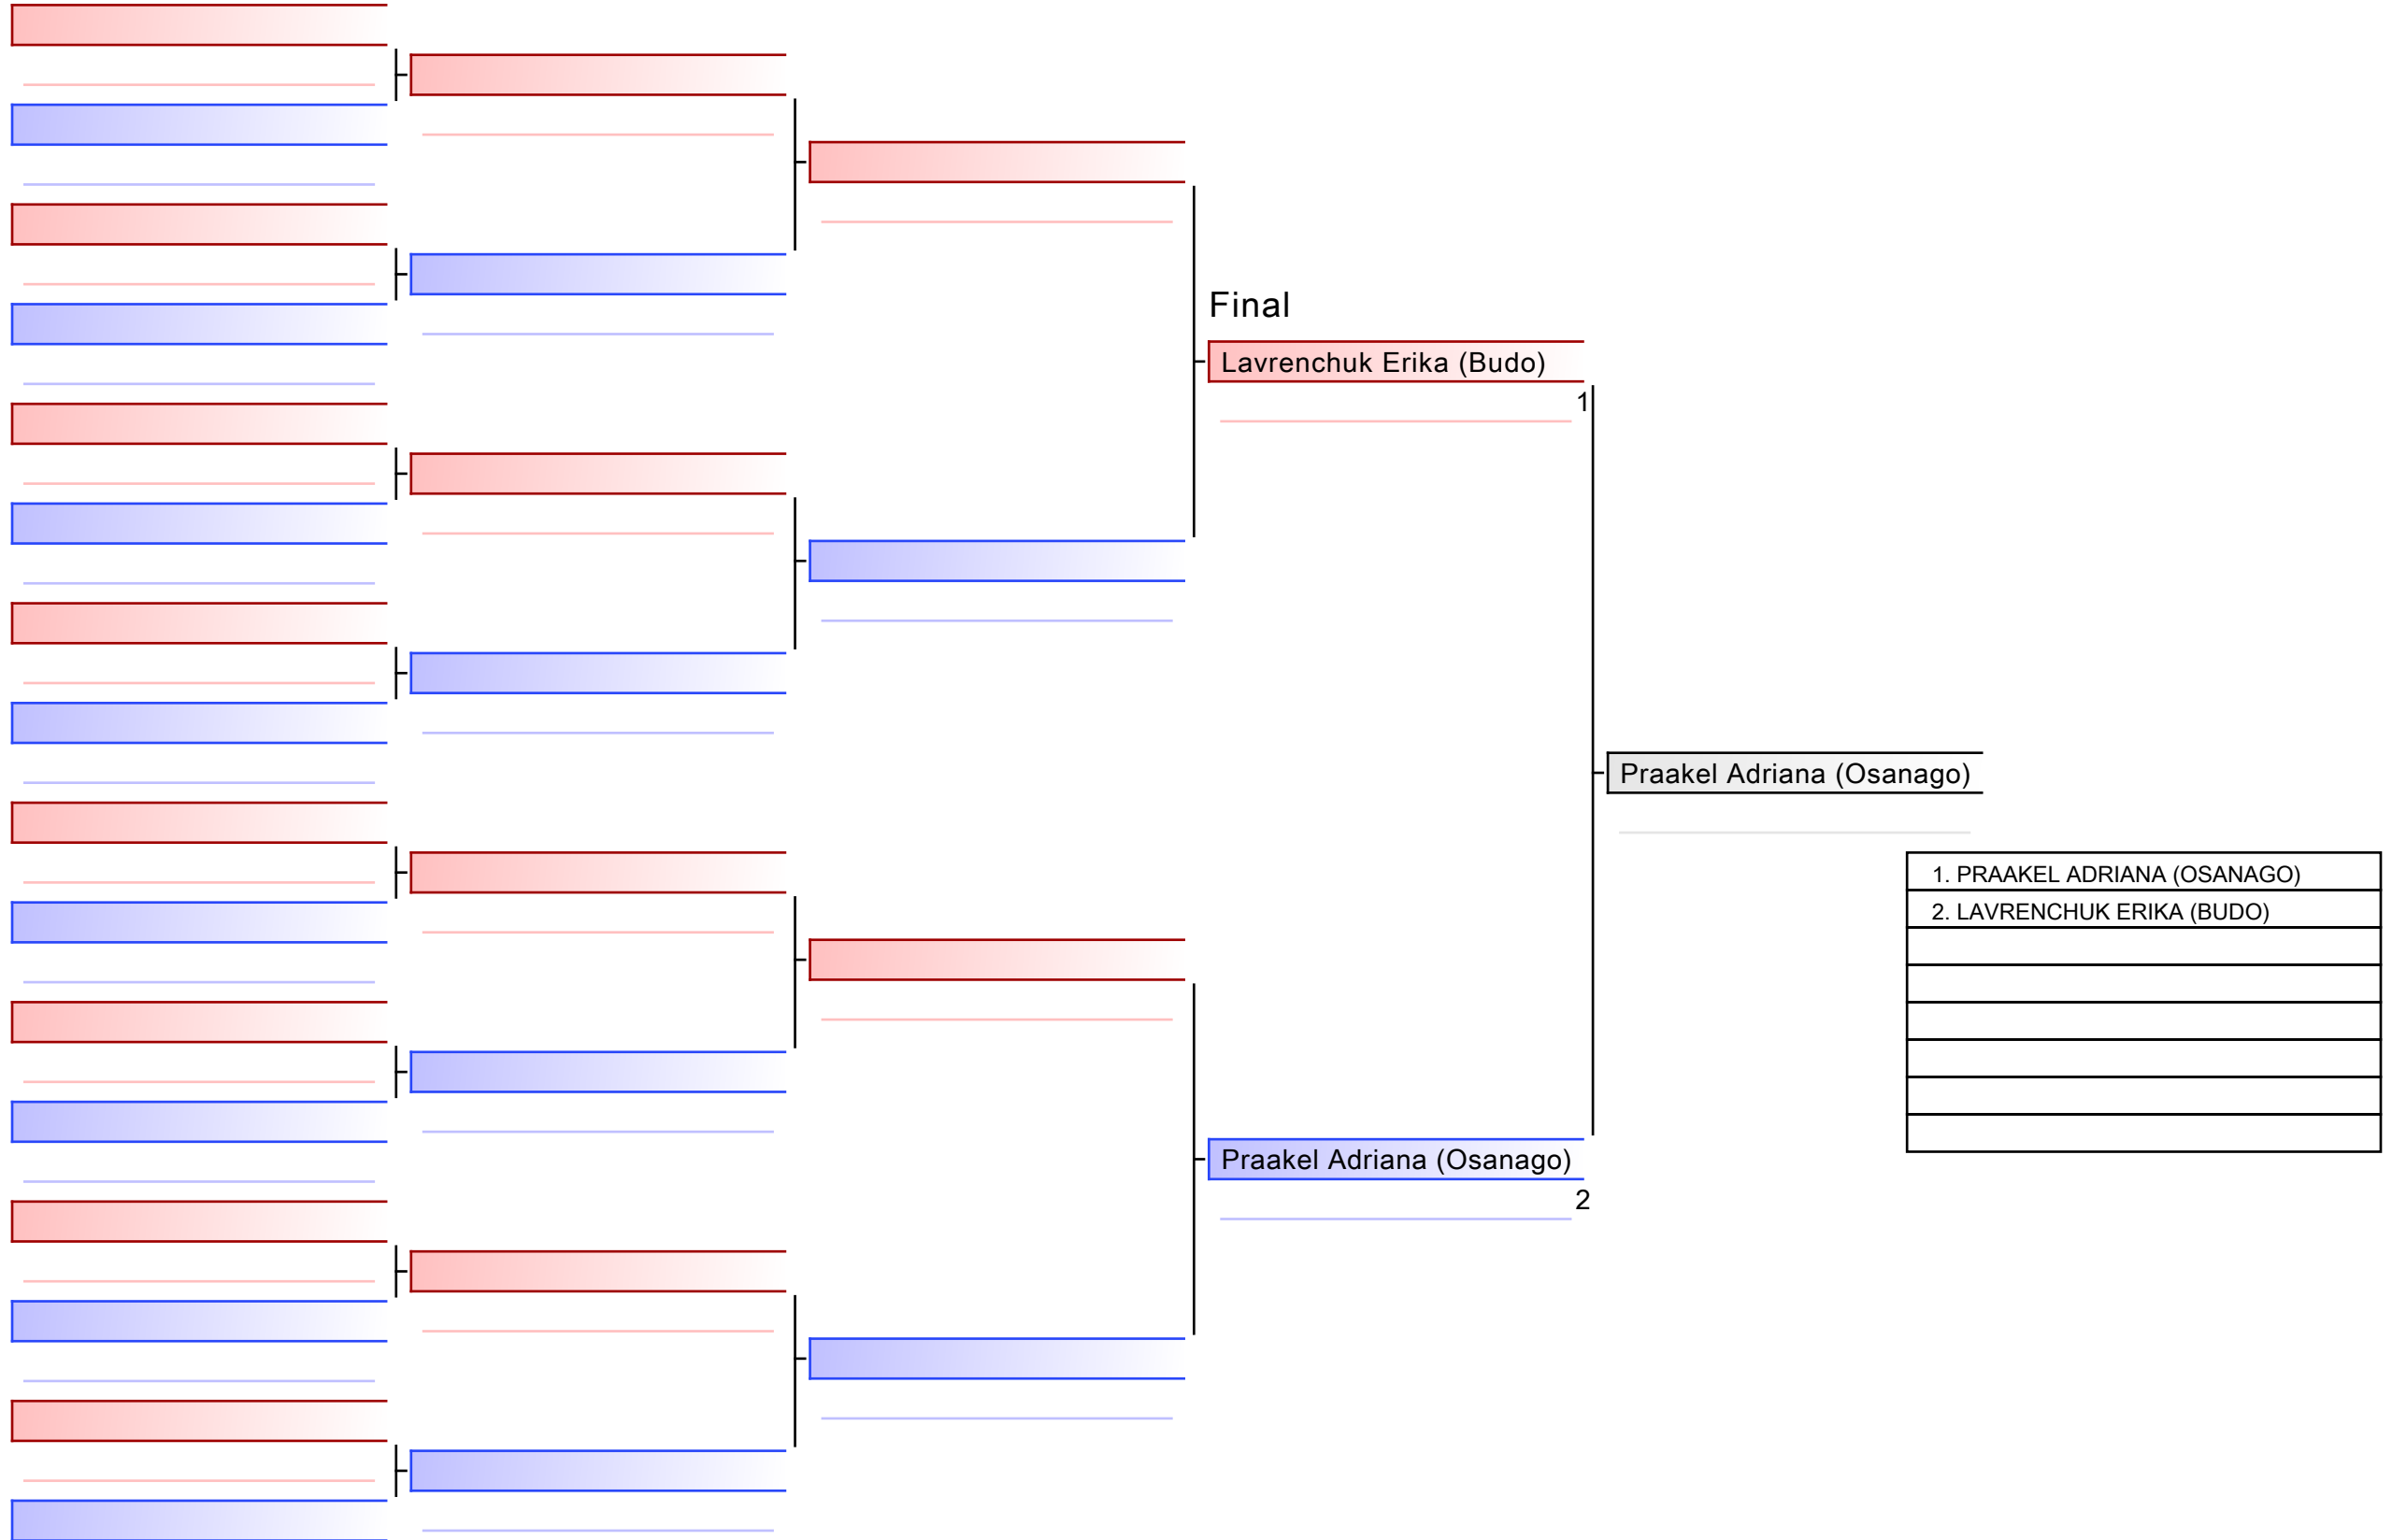 Final
Lavrenchuk Erika (Budo)
1
Praakel Adriana (Osanago)
1. PRAAKEL ADRIANA (OSANAGO)
2. LAVRENCHUK ERIKA (BUDO)
Praakel Adriana (Osanago)
2